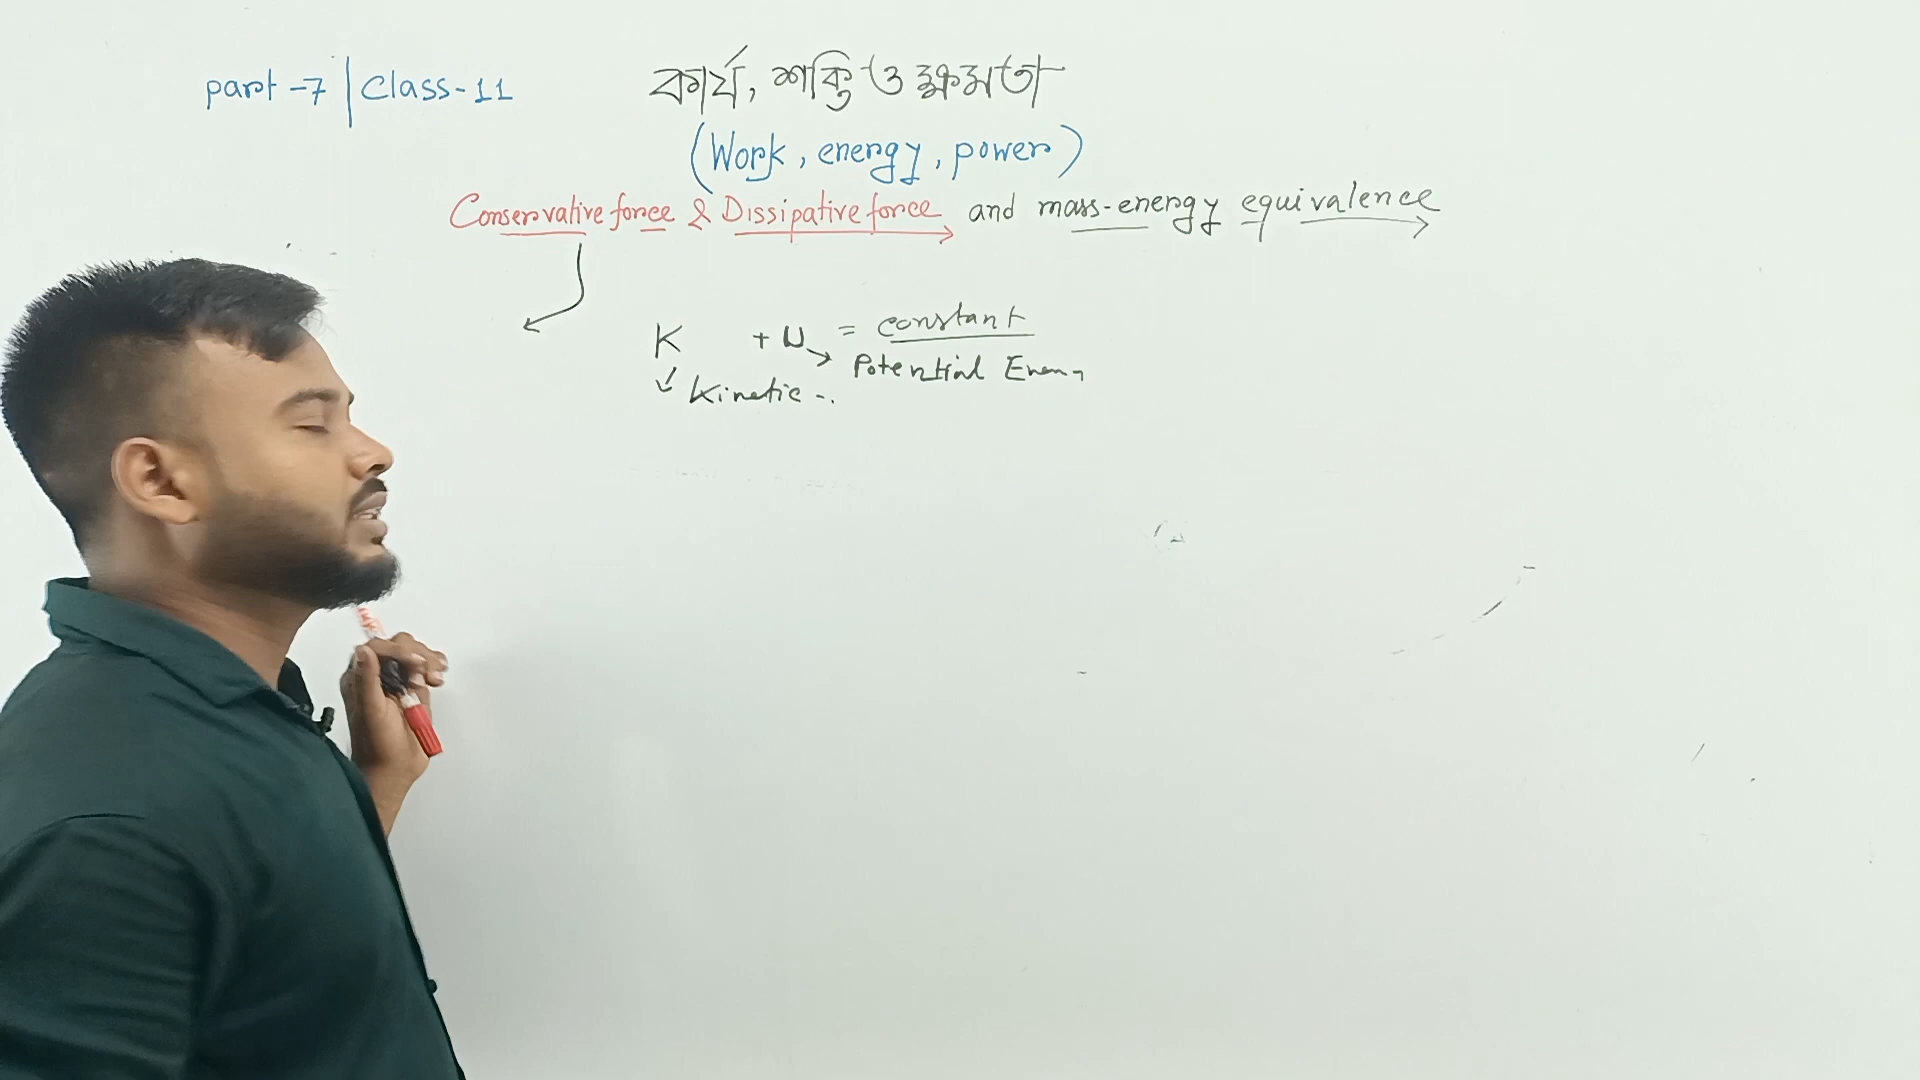 part-7 | Class-11
কার্য, শক্তি ও ক্ষমতা
(Work, energy, power)
Conservative force & Dissipative force and mass-energy equivalence
K + U = constant
Potential
Kinetic -..